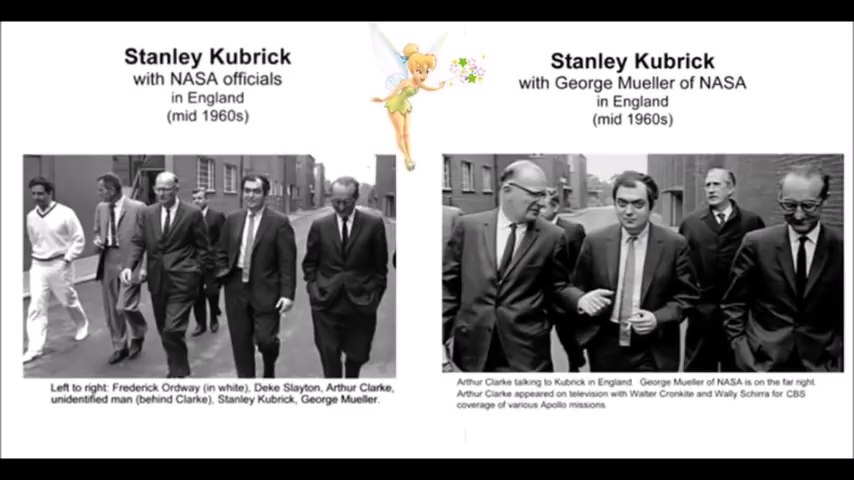 Stanley Kubrick
with NASA officials
in England
(mid 1960s)
Left to right: Frederick Ordway (in white), Deke Slayton, Arthur Clarke,
unidentified man (behind Clarke), Stanley Kubrick, George Mueller.
Stanley Kubrick
with George Mueller of NASA
in England
(mid 1960s)
Arthur Clarke talking to Kubrick in England. George Mueller of NASA is on the far right.
Arthur Clarke appeared on television with Walter Cronkite and Wally Schirra for CBS
coverage of various Apollo missions.